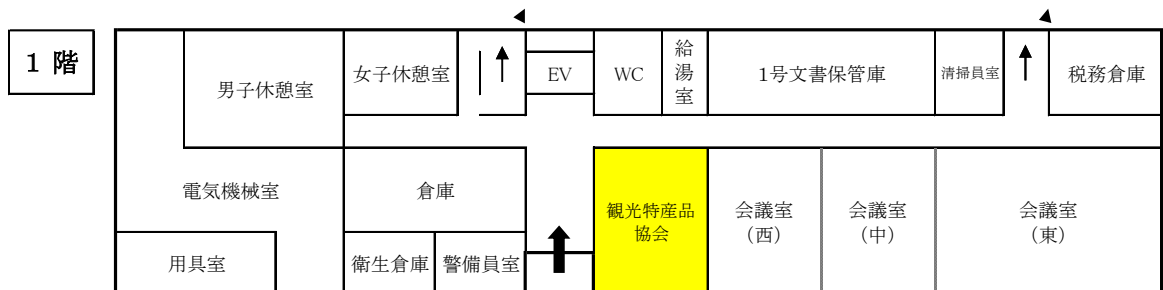 1 階
男子休憩室
女子休憩室
EV
WC
給
湯
室
1号文書保管庫
清掃員室
税務倉庫
電気機械室
倉庫
観光特産品
協会
会議室
（西）
会議室
（中）
会議室
（東）
用具室
衛生倉庫
警備員室